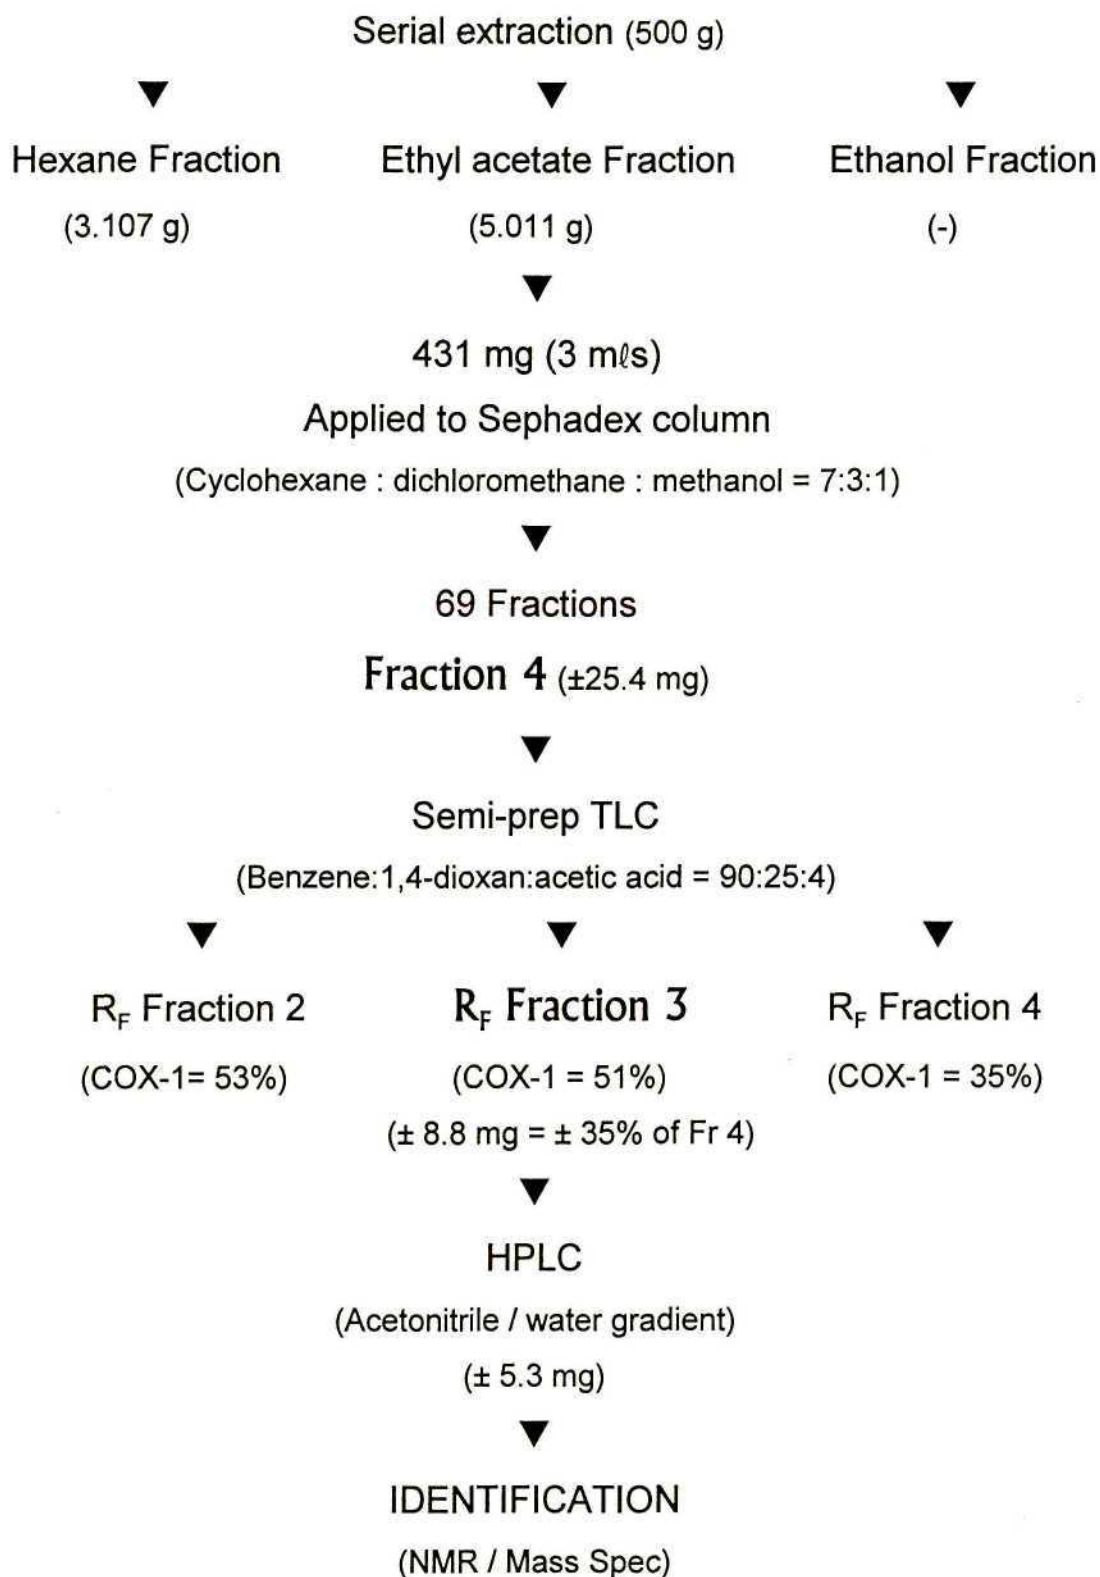 Serial extraction (500 g)
▼ ▼ ▼
Hexane Fraction Ethyl acetate Fraction Ethanol Fraction
(3.107 g) (5.011 g) (-)
▼
431 mg (3 mℓs)
Applied to Sephadex column
(Cyclohexane : dichloromethane : methanol = 7:3:1)
▼
69 Fractions
Fraction 4 (±25.4 mg)
▼
Semi-prep TLC
(Benzene:1,4-dioxan:acetic acid = 90:25:4)
▼ ▼ ▼
R_F Fraction 2 R_F Fraction 3 R_F Fraction 4
(COX-1= 53%) (COX-1 = 51%) (COX-1 = 35%)
(± 8.8 mg = ± 35% of Fr 4)
▼
HPLC
(Acetonitrile / water gradient)
(± 5.3 mg)
▼
IDENTIFICATION
(NMR / Mass Spec)